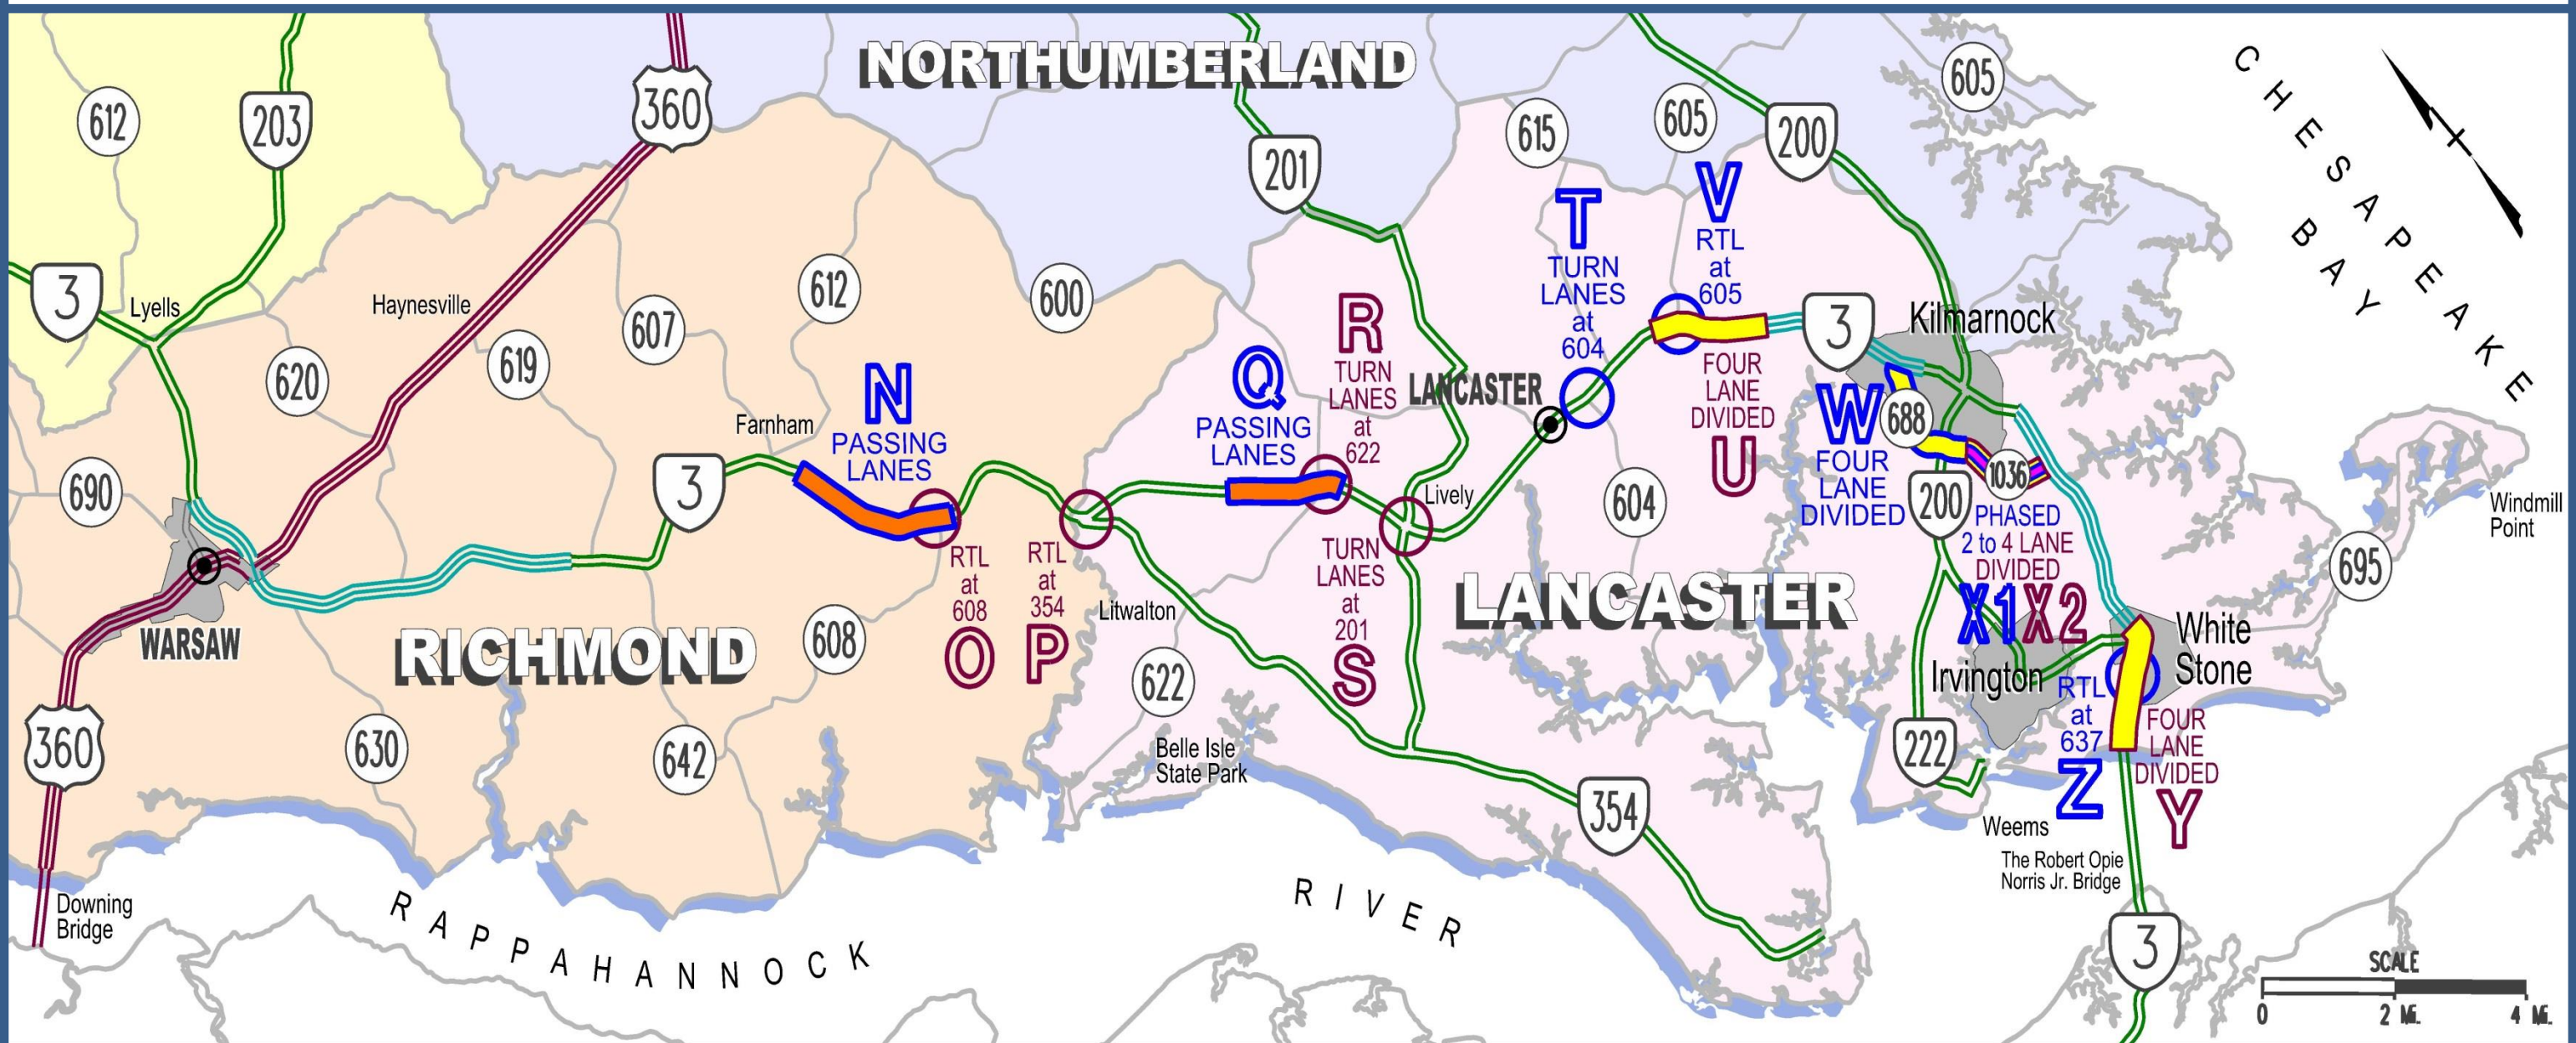 NORTHUMBERLAND
CHESAPEAKE
BAY
612
203
360
201
615
605
200
605
3
Lyells
Haynesville
620
619
607
612
600
T
TURN
LANES
at
604
V
RTL
at
605
3
Kilmarnock
R
TURN
LANES
at
622
Q
PASSING
LANES
LANCASTER
FOUR
LANE
DIVIDED
U
W
FOUR
LANE
DIVIDED
688
1036
N
PASSING
LANES
Farnham
3
690
Lively
604
200
PHASED
2 to 4 LANE
DIVIDED
X1 X2
Windmill
Point
695
WARSAW
RICHMOND
608
RTL
at
608
O
RTL
at
354
P
Litwalton
TURN
LANES
at
201
S
LANCASTER
White
Stone
Irvington
RTL
at
637
Z
FOUR
LANE
DIVIDED
Y
360
630
642
622
Belle Isle
State Park
222
354
Weems
The Robert Opie
Norris Jr. Bridge
Downing
Bridge
RAPPAHANNOCK
RIVER
3
SCALE
0 2 Mi. 4 Mi.